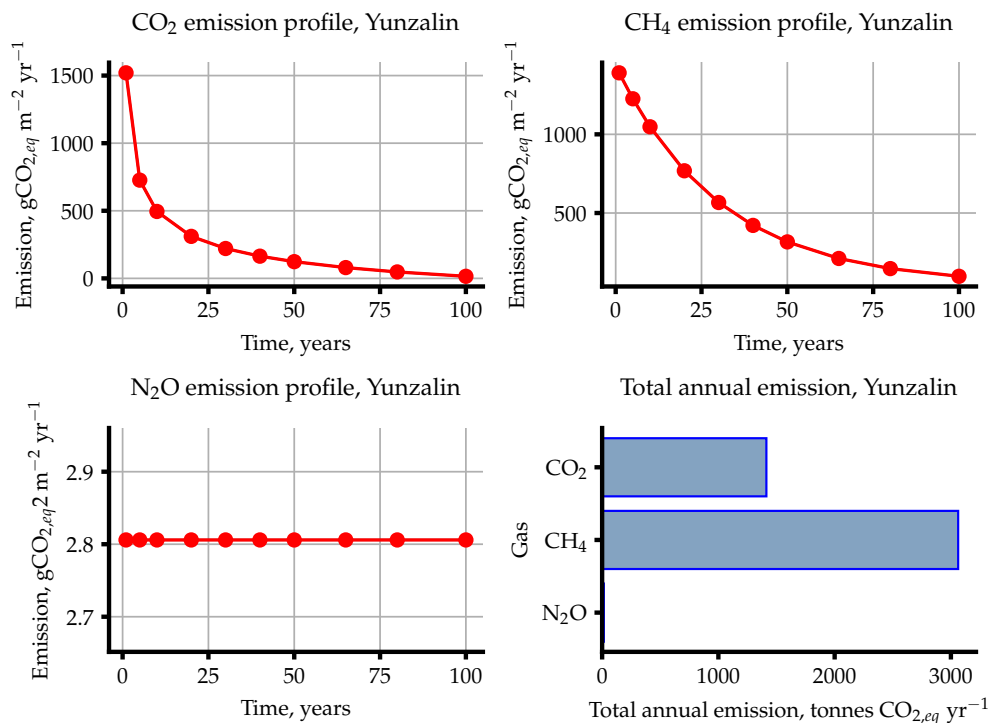 CO₂ emission profile, Yunzalin
Emission, gCO₂,eq m⁻² yr⁻¹
1500
1000
500
0
0 25 50 75 100
Time, years
CH₄ emission profile, Yunzalin
Emission, gCO₂,eq m⁻² yr⁻¹
1000
500
0 25 50 75 100
Time, years
N₂O emission profile, Yunzalin
Emission, gCO₂,eq2 m⁻² yr⁻¹
2.9
2.8
2.7
0 25 50 75 100
Time, years
Total annual emission, Yunzalin
Gas
CO₂
CH₄
N₂O
0 1000 2000 3000
Total annual emission, tonnes CO₂,eq yr⁻¹